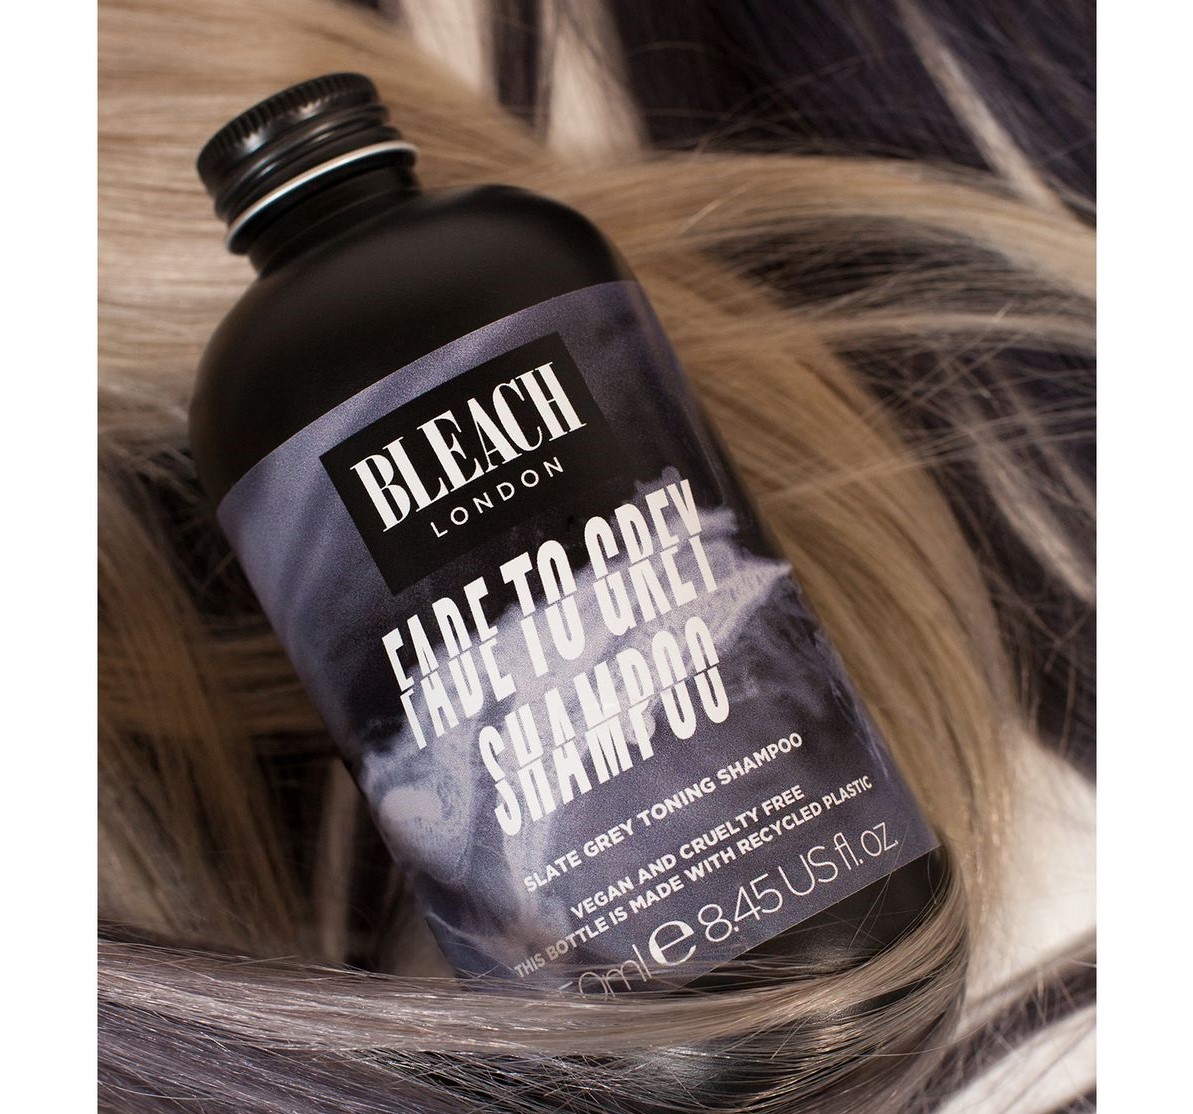 BLEACH
LONDON
FADE TO GREY
SHAMPOO
SLATE GREY TONING SHAMPOO
VEGAN AND CRUELTY FREE
THIS BOTTLE IS MADE WITH RECYCLED PLASTIC
50ml e 8.45 US fl. oz.